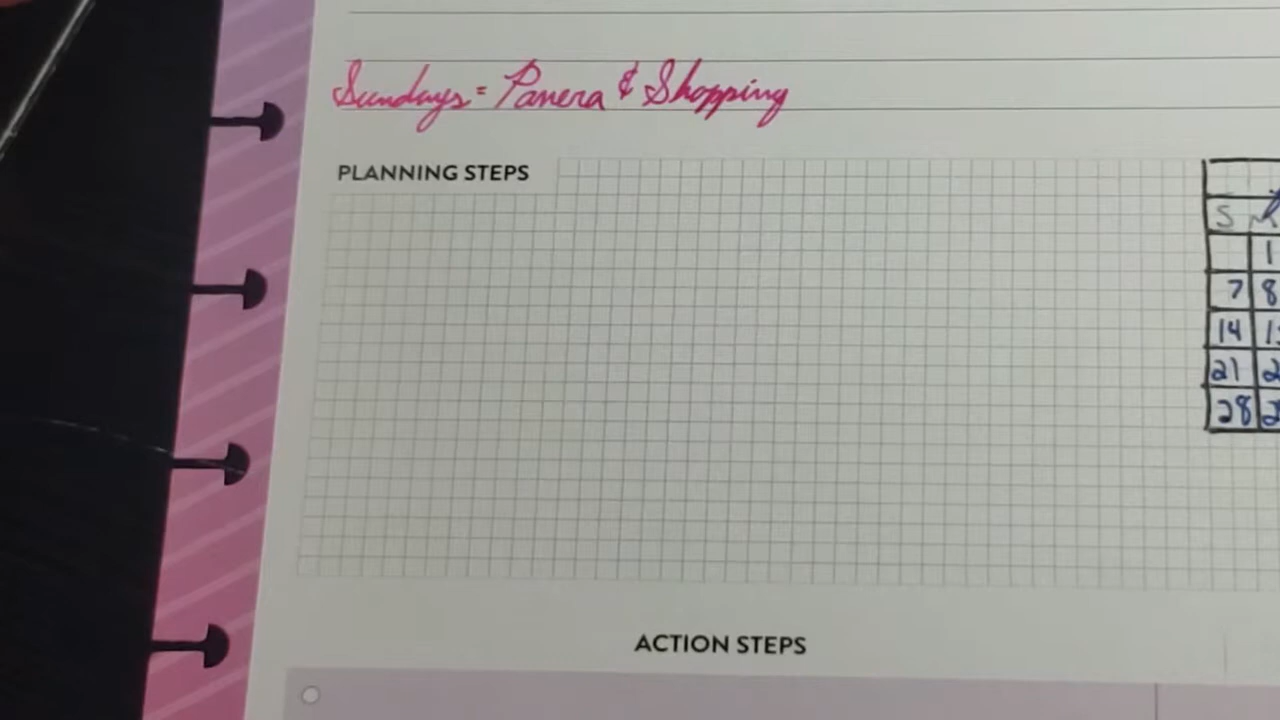 Sundays = Panera & Shopping
PLANNING STEPS
S M
1
7 8
14
21
28
ACTION STEPS